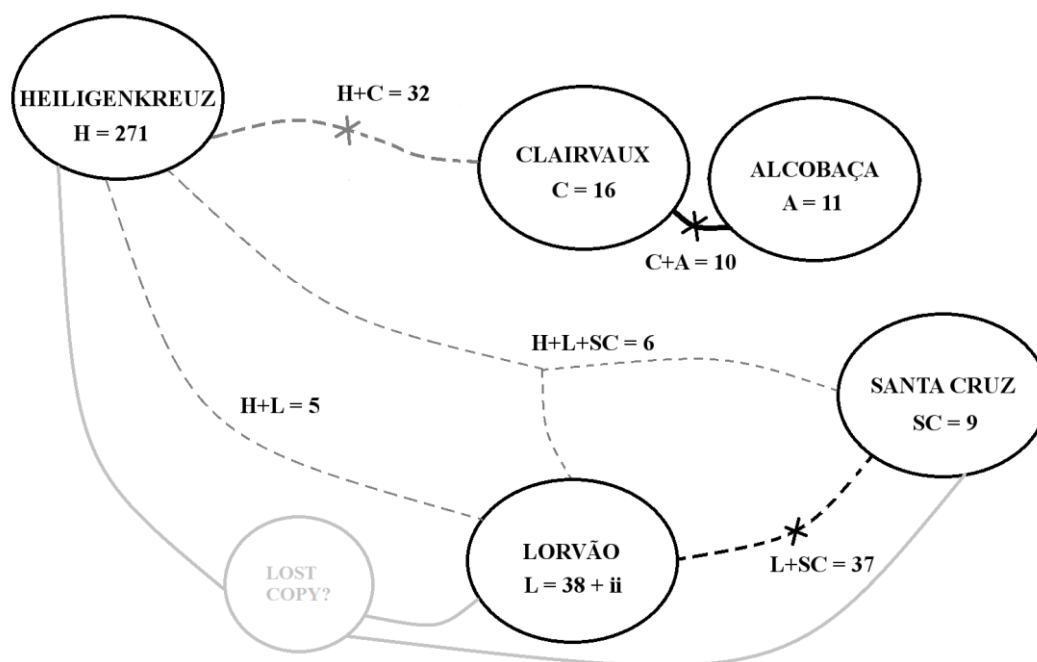 HEILIGENKREUZ
H = 271
H+C = 32
CLAIRVAUX
C = 16
ALCOBAÇA
A = 11
C+A = 10
H+L+SC = 6
SANTA CRUZ
SC = 9
H+L = 5
LORVÃO
L = 38 + ii
L+SC = 37
LOST
COPY?